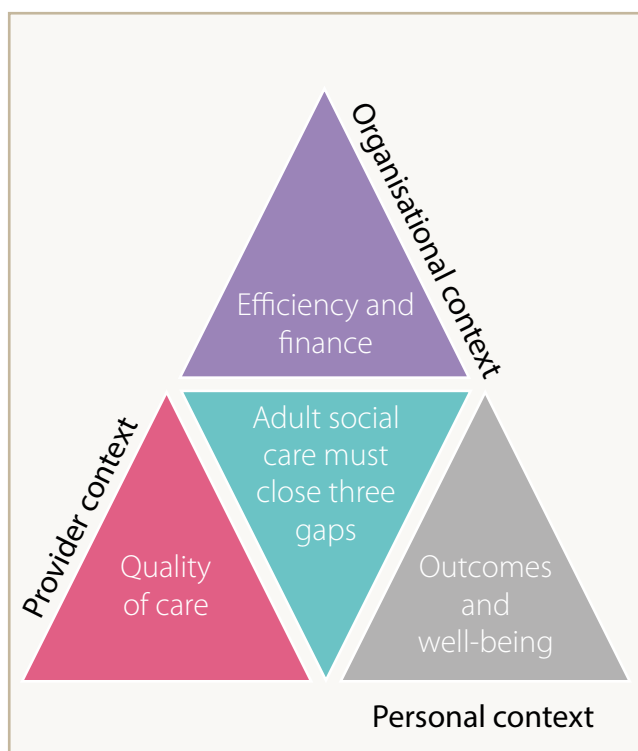 Organisational context
Efficiency and
finance
Provider context
Adult social
care must
close three
gaps
Quality
of care
Outcomes
and
well-being
Personal context